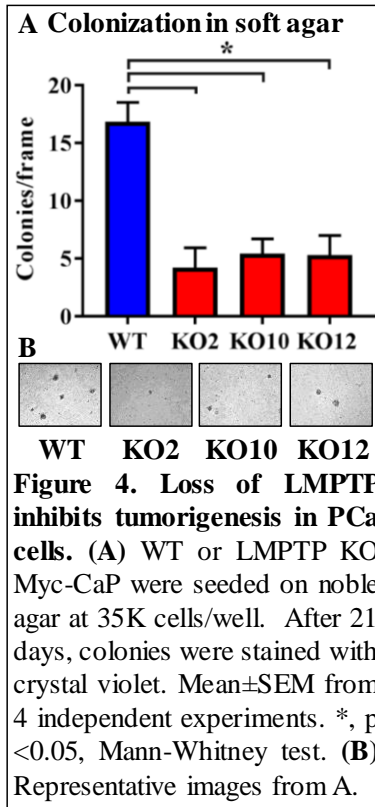 A Colonization in soft agar
*
20
15
10
5
0
Colonies/frame
WT KO2 KO10 KO12
B
WT KO2 KO10 KO12
Figure 4. Loss of LMPTP
inhibits tumorigenesis in PCa
cells. (A) WT or LMPTP KO
Myc-CaP were seeded on noble
agar at 35K cells/well. After 21
days, colonies were stained with
crystal violet. Mean±SEM from
4 independent experiments. *, p
<0.05, Mann-Whitney test. (B)
Representative images from A.